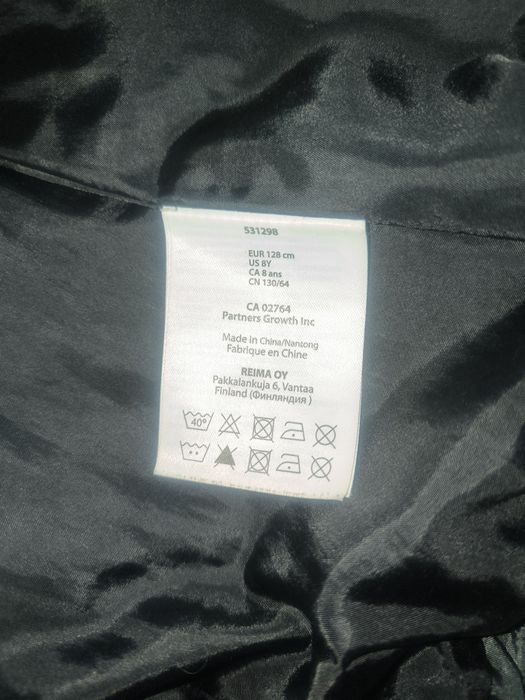 531298
EUR 128 cm
US 8Y
CA 8 ans
CN 130/64
CA 02764
Partners Growth Inc
Made in China/Nantong
Fabrique en Chine
REIMA OY
Pakkalankuja 6, Vantaa
Finland (Финляндия )
40°